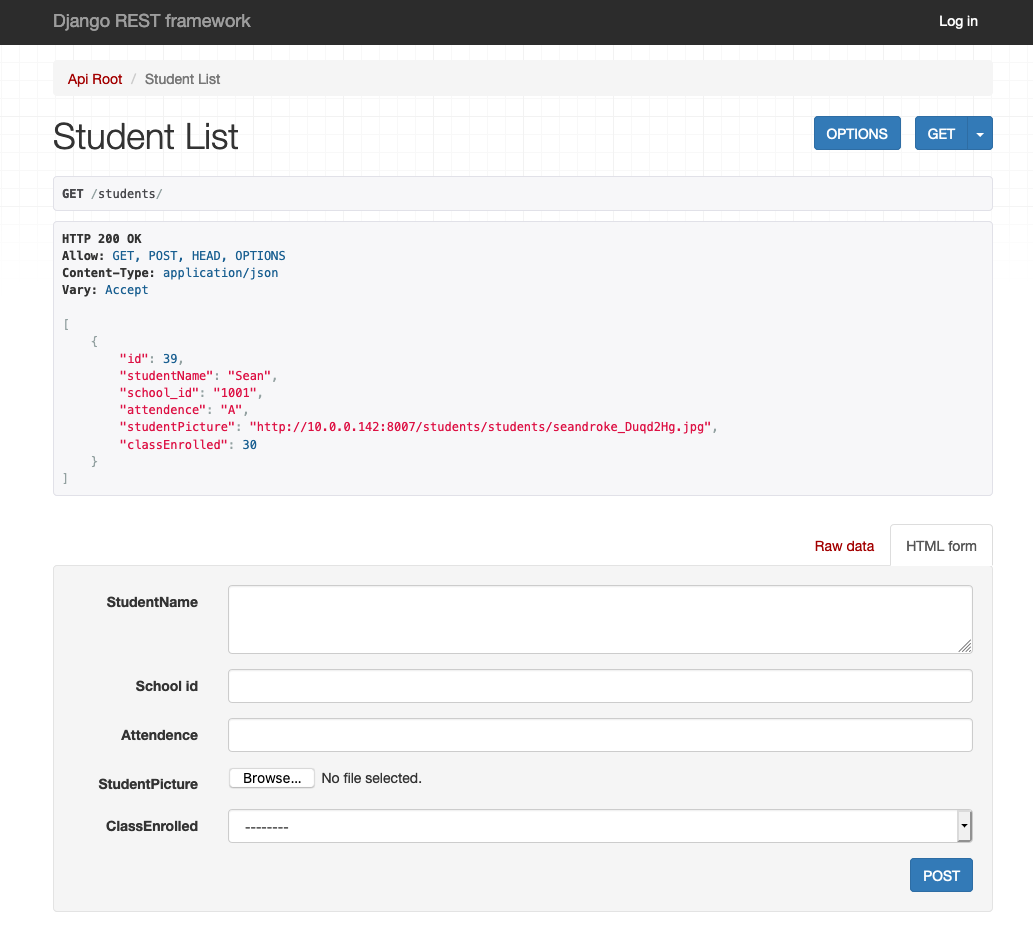 Django REST framework
Log in
Api Root / Student List
Student List
OPTIONS
GET
GET /students/
HTTP 200 OK
Allow: GET, POST, HEAD, OPTIONS
Content-Type: application/json
Vary: Accept
[
    {
        "id": 39,
        "studentName": "Sean",
        "school_id": "1001",
        "attendence": "A",
        "studentPicture": "http://10.0.0.142:8007/students/students/seandroke_Duqd2Hg.jpg",
        "classEnrolled": 30
    }
]
Raw data
HTML form
StudentName
School id
Attendence
StudentPicture
Browse... No file selected.
ClassEnrolled
--------
POST